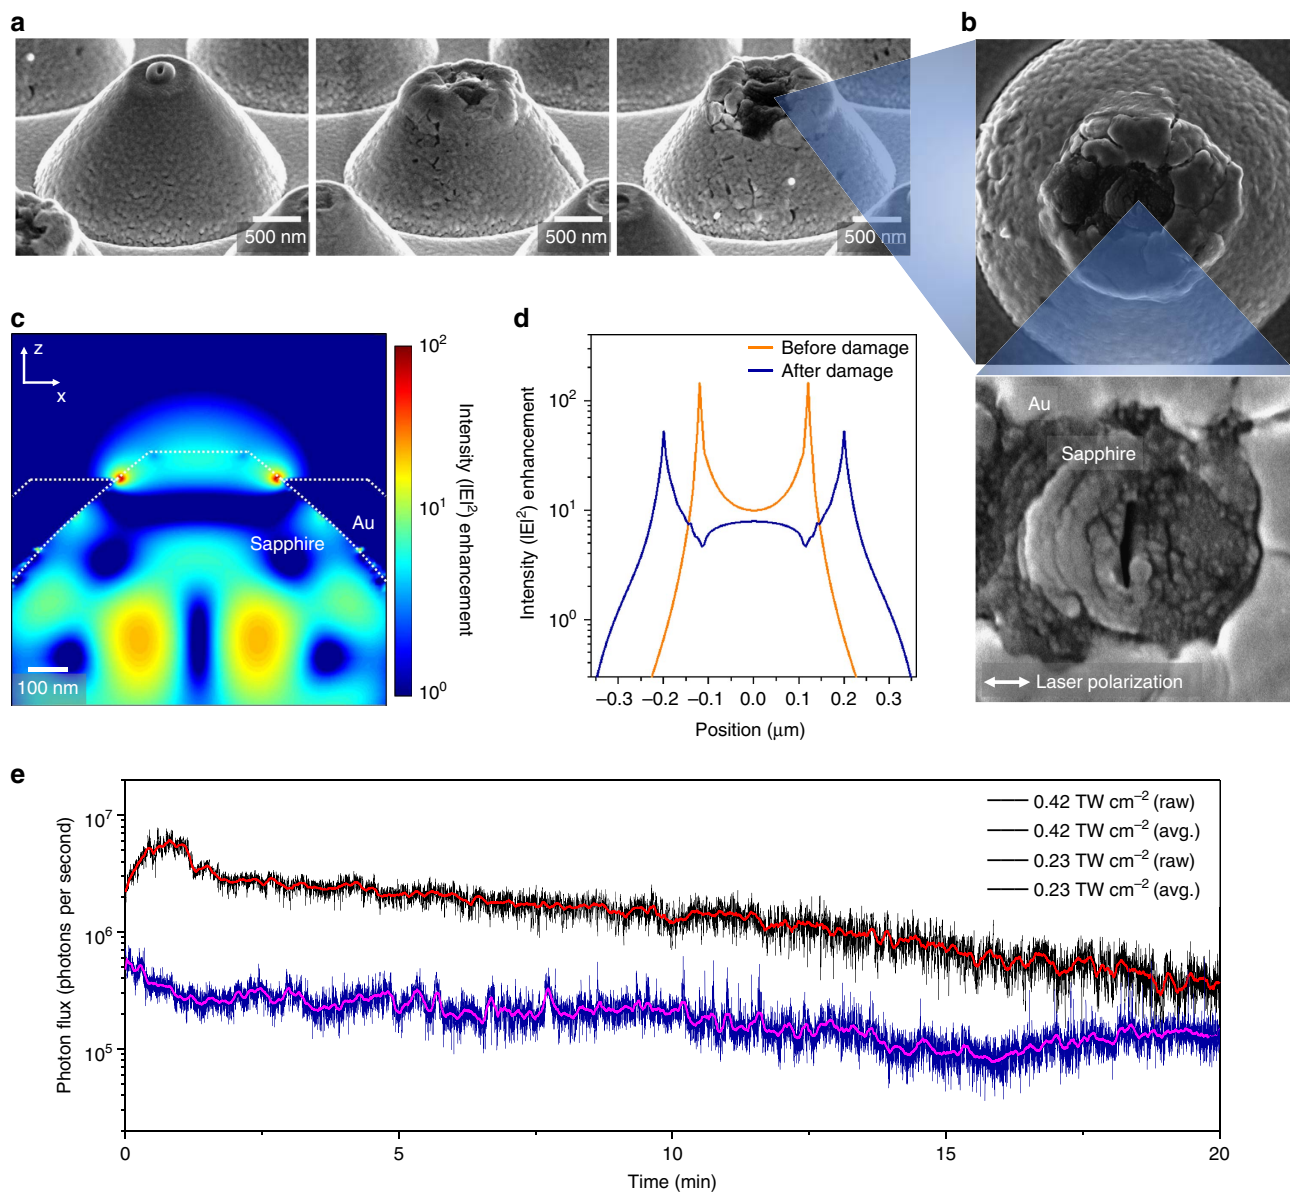 a
500 nm
500 nm
500 nm
b
Au
Sapphire
Laser polarization
c
z
x
Au
Sapphire
100 nm
10²
10¹
10⁰
Intensity (|E|²) enhancement
d
Before damage
After damage
10²
10¹
10⁰
Intensity (|E|²) enhancement
−0.3 −0.2 −0.1 0.0 0.1 0.2 0.3
Position (μm)
e
0.42 TW cm⁻² (raw)
0.42 TW cm⁻² (avg.)
0.23 TW cm⁻² (raw)
0.23 TW cm⁻² (avg.)
10⁷
10⁶
10⁵
Photon flux (photons per second)
0 5 10 15 20
Time (min)